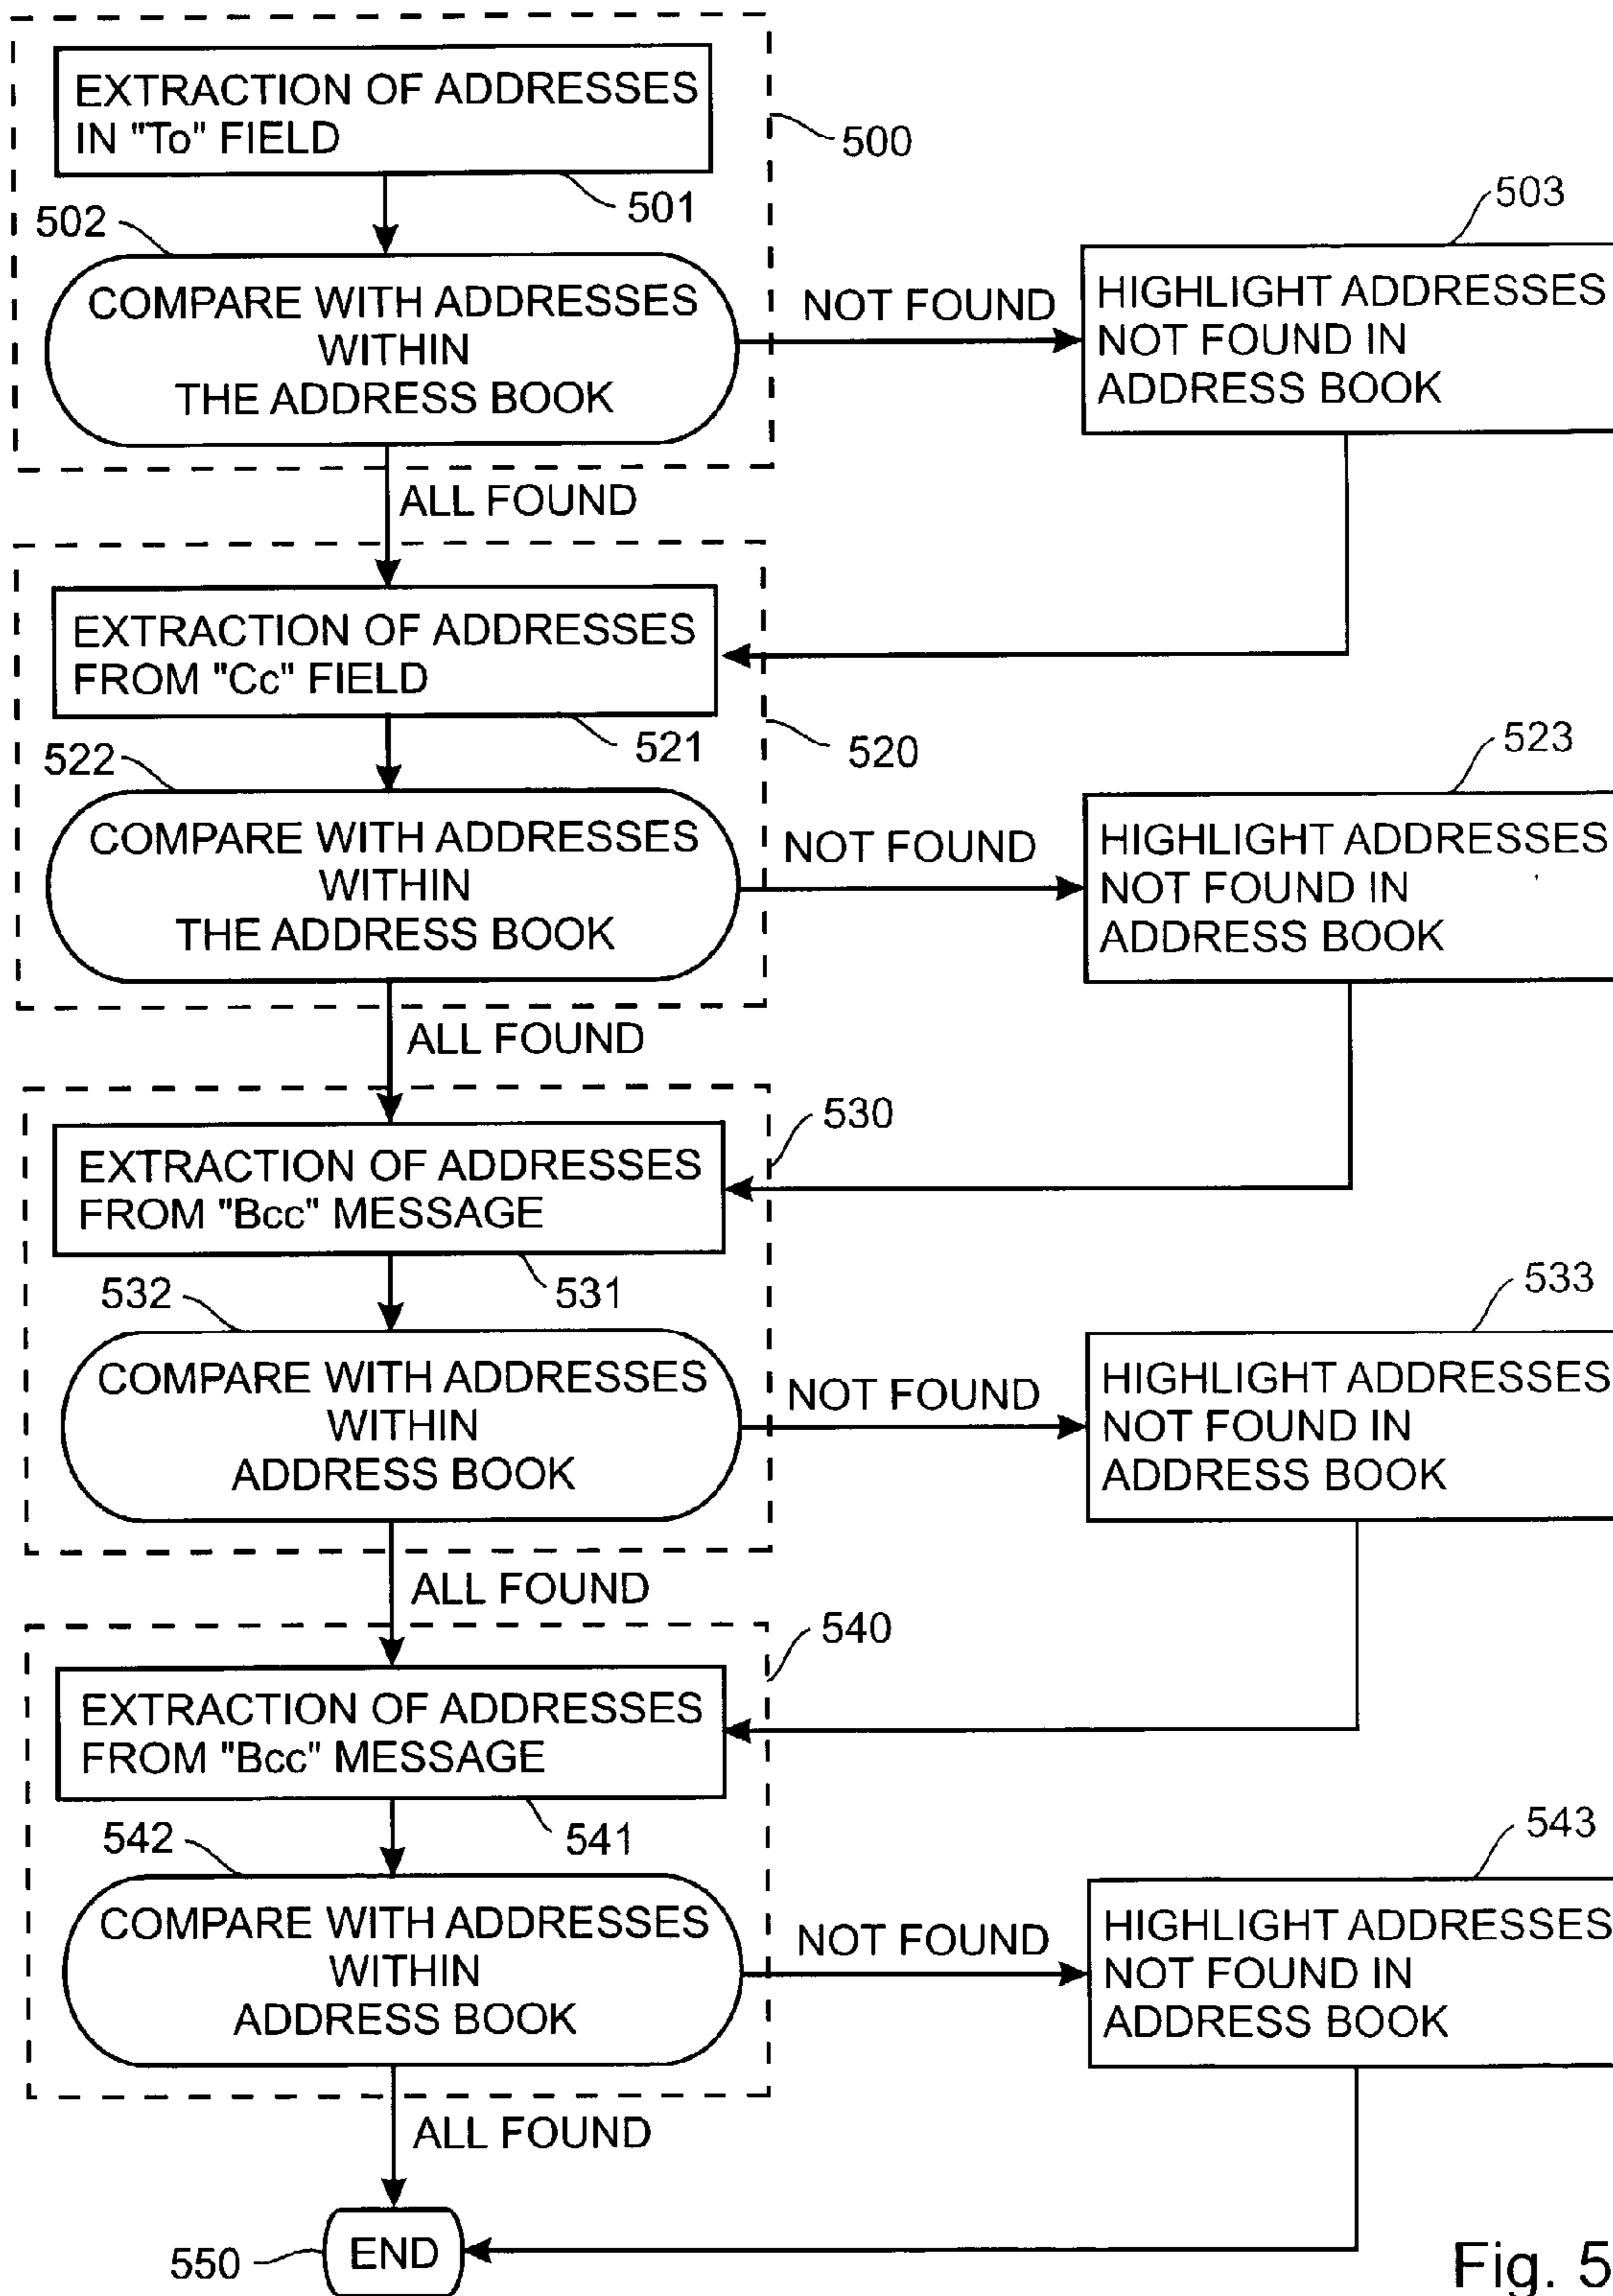 EXTRACTION OF ADDRESSES
IN "To" FIELD
500
501
502
503
COMPARE WITH ADDRESSES
WITHIN
THE ADDRESS BOOK
NOT FOUND
HIGHLIGHT ADDRESSES
NOT FOUND IN
ADDRESS BOOK
ALL FOUND
EXTRACTION OF ADDRESSES
FROM "Cc" FIELD
521
520
522
523
COMPARE WITH ADDRESSES
WITHIN
THE ADDRESS BOOK
NOT FOUND
HIGHLIGHT ADDRESSES
NOT FOUND IN
ADDRESS BOOK
ALL FOUND
530
EXTRACTION OF ADDRESSES
FROM "Bcc" MESSAGE
531
532
533
COMPARE WITH ADDRESSES
WITHIN
ADDRESS BOOK
NOT FOUND
HIGHLIGHT ADDRESSES
NOT FOUND IN
ADDRESS BOOK
ALL FOUND
540
EXTRACTION OF ADDRESSES
FROM "Bcc" MESSAGE
541
542
543
COMPARE WITH ADDRESSES
WITHIN
ADDRESS BOOK
NOT FOUND
HIGHLIGHT ADDRESSES
NOT FOUND IN
ADDRESS BOOK
ALL FOUND
550
END
Fig. 5